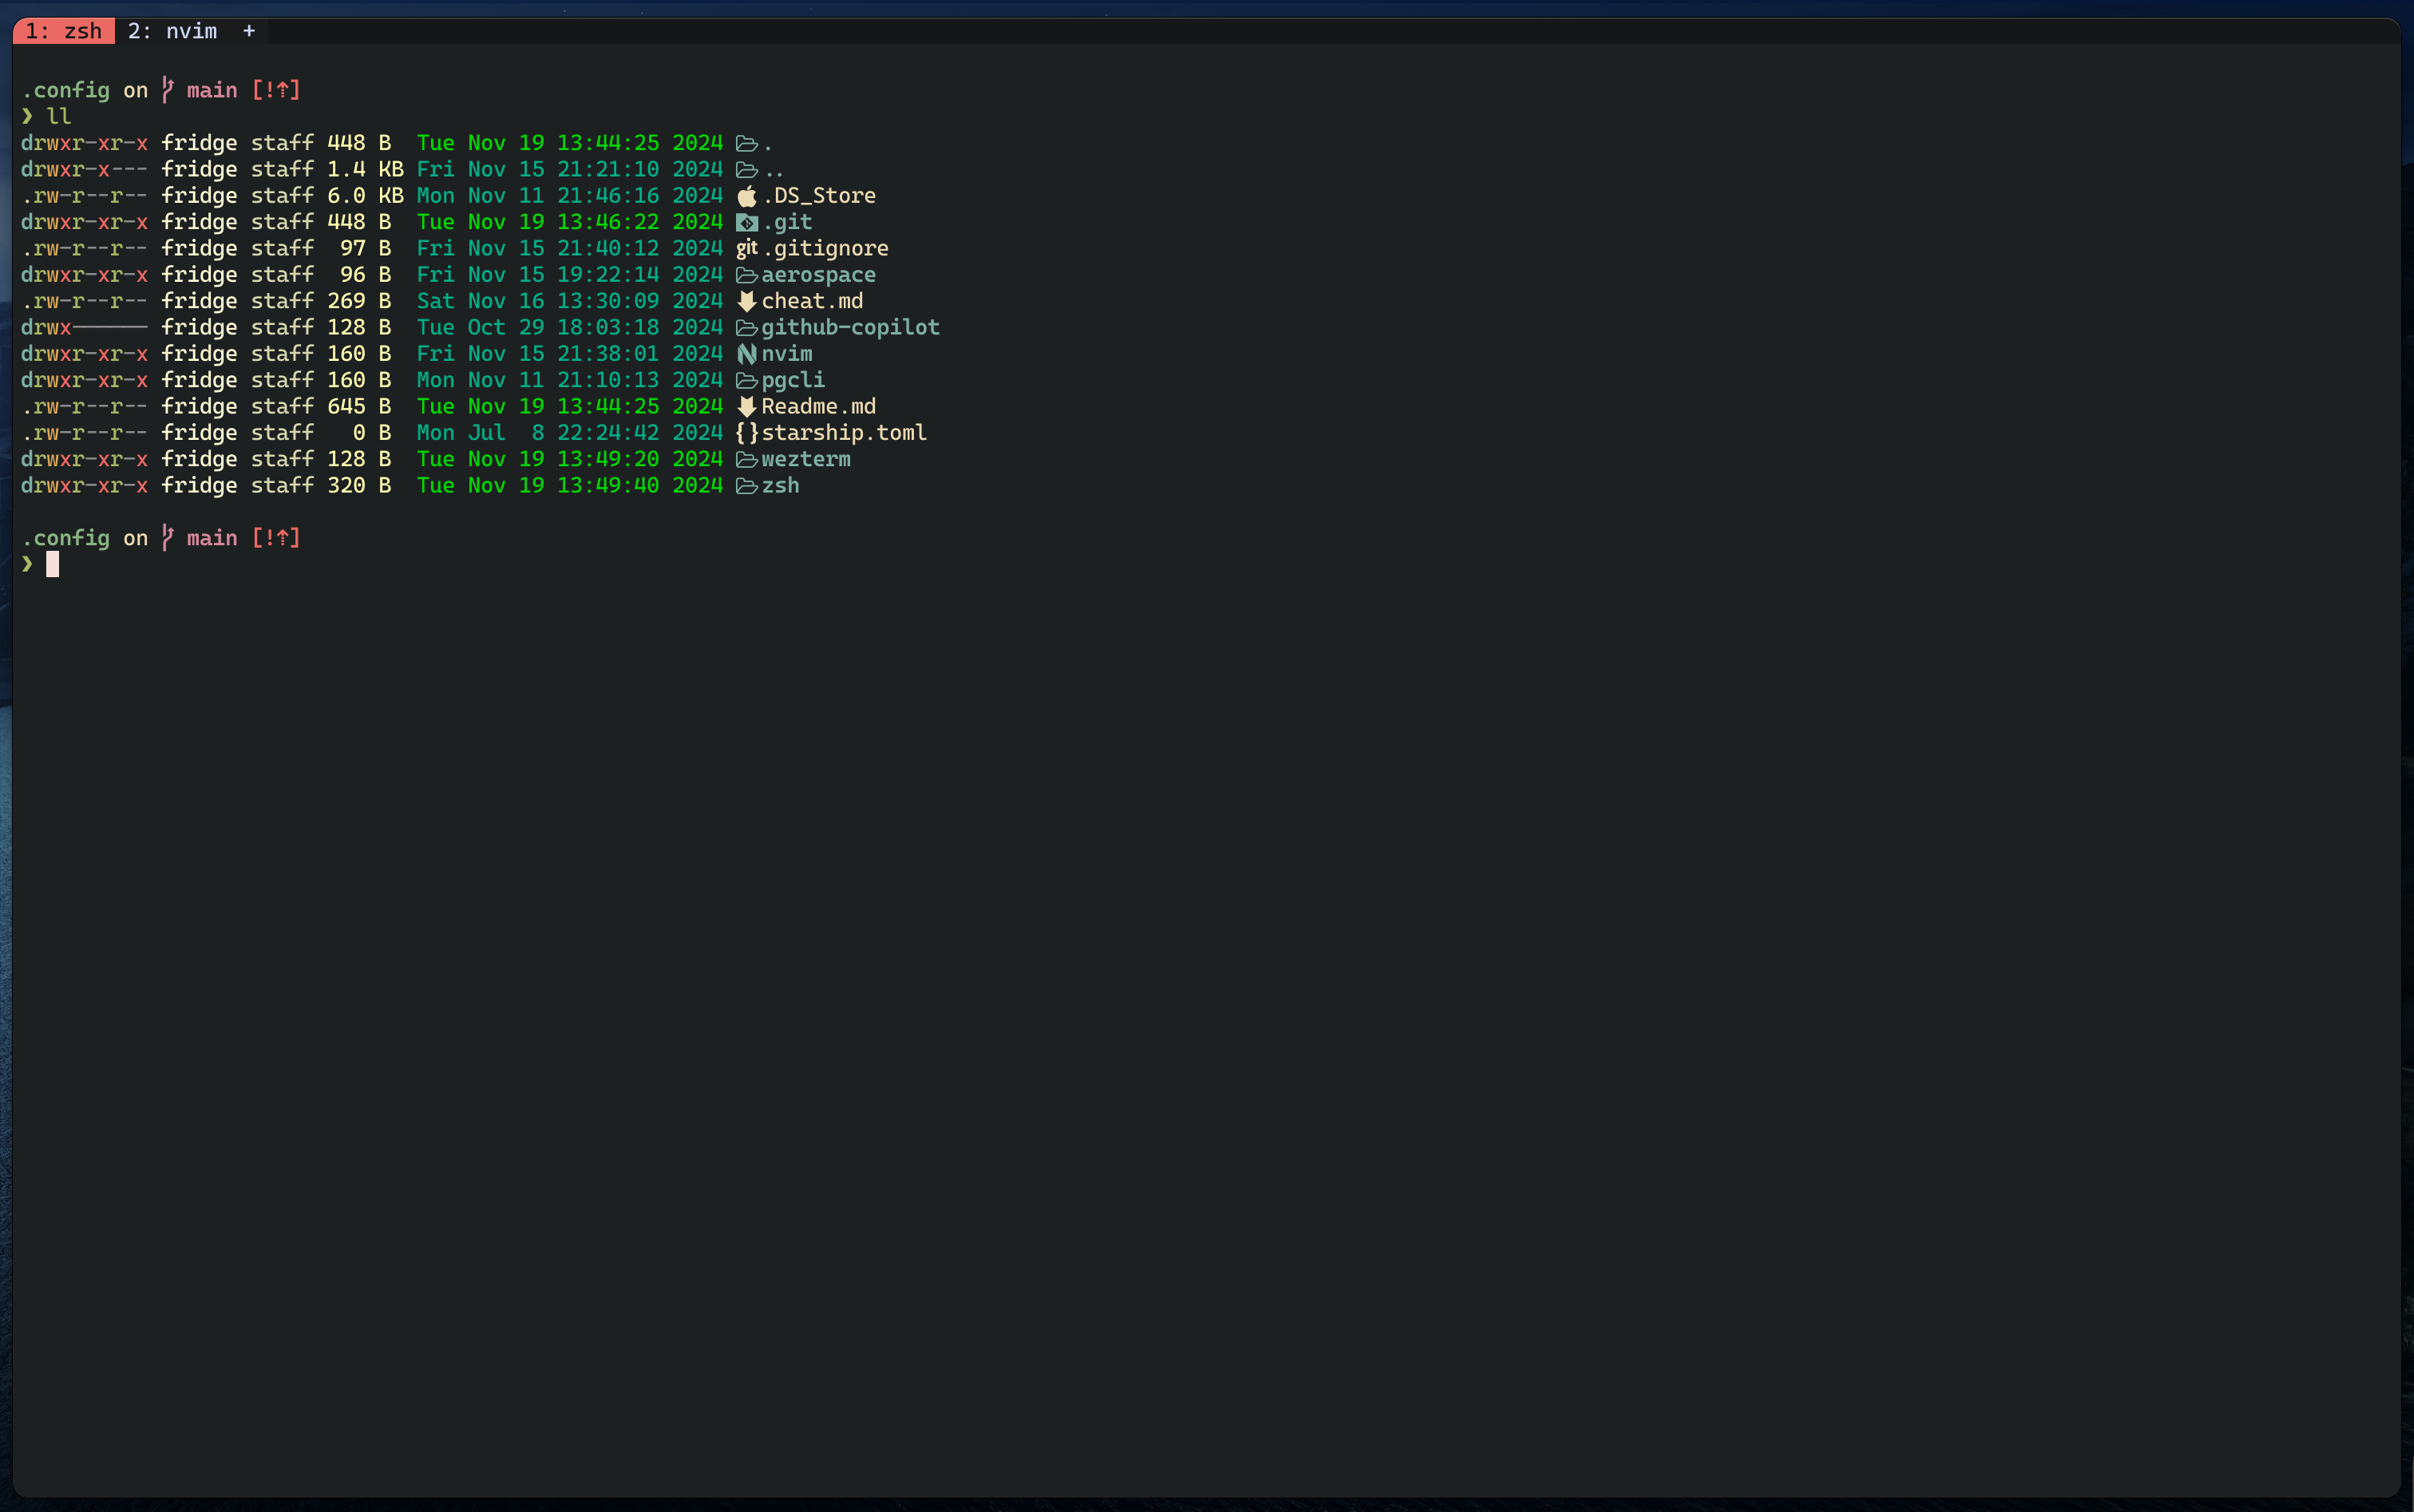 1: zsh  2: nvim  +
.config on main [!⇡]
❯ ll
drwxr-xr-x fridge staff 448 B  Tue Nov 19 13:44:25 2024 .
drwxr-x--- fridge staff 1.4 KB Fri Nov 15 21:21:10 2024 ..
.rw-r--r-- fridge staff 6.0 KB Mon Nov 11 21:46:16 2024 .DS_Store
drwxr-xr-x fridge staff 448 B  Tue Nov 19 13:46:22 2024 .git
.rw-r--r-- fridge staff  97 B  Fri Nov 15 21:40:12 2024 git .gitignore
drwxr-xr-x fridge staff  96 B  Fri Nov 15 19:22:14 2024 aerospace
.rw-r--r-- fridge staff 269 B  Sat Nov 16 13:30:09 2024 cheat.md
drwx------ fridge staff 128 B  Tue Oct 29 18:03:18 2024 github-copilot
drwxr-xr-x fridge staff 160 B  Fri Nov 15 21:38:01 2024 nvim
drwxr-xr-x fridge staff 160 B  Mon Nov 11 21:10:13 2024 pgcli
.rw-r--r-- fridge staff 645 B  Tue Nov 19 13:44:25 2024 Readme.md
.rw-r--r-- fridge staff   0 B  Mon Jul  8 22:24:42 2024 {} starship.toml
drwxr-xr-x fridge staff 128 B  Tue Nov 19 13:49:20 2024 wezterm
drwxr-xr-x fridge staff 320 B  Tue Nov 19 13:49:40 2024 zsh
.config on main [!⇡]
❯